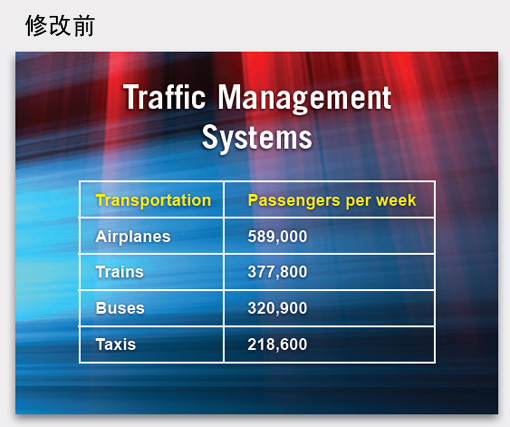 修改前
Traffic Management
Systems
Transportation Passengers per week
Airplanes 589,000
Trains 377,800
Buses 320,900
Taxis 218,600